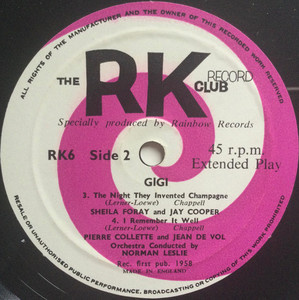 ALL RIGHTS OF THE MANUFACTURER AND THE OWNER OF THIS RECORDED WORK RESERVED
THE RK RECORD CLUB
Specially produced by Rainbow Records
RK6 Side 2
45 r.p.m.
Extended Play
GIGI
3. The Night They Invented Champagne
(Lerner-Loewe) Chappell
SHEILA FORAY and JAY COOPER
4. I Remember It Well
(Lerner-Loewe) Chappell
PIERRE COLLETTE and JEAN DE VOL
Orchestra Conducted by
NORMAN LESLIE
Rec. first pub. 1958
MADE IN ENGLAND
RESALE OR UNAUTHORISED PUBLIC PERFORMANCE, BROADCASTING OR COPYING OF THIS WORK PROHIBITED